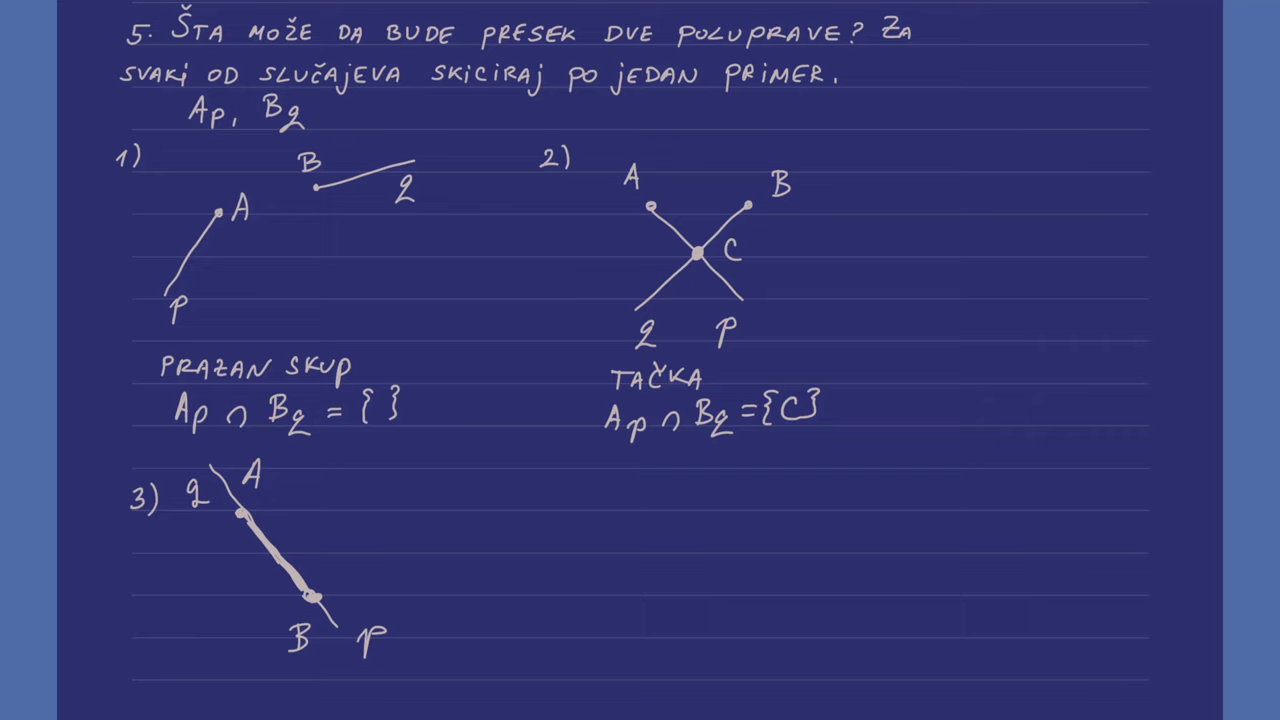 5. ŠTA MOŽE DA BUDE PRESEK DVE POLUPRAVE? ZA
SVAKI OD SLUČAJEVA SKICIRAJ PO JEDAN PRIMER.
Ap, Bq
1)
B
q
A
p
2)
A
B
C
q p
PRAZAN SKUP
Ap ∩ Bq = { }
TAČKA
Ap ∩ Bq = {C}
3) q A
B p